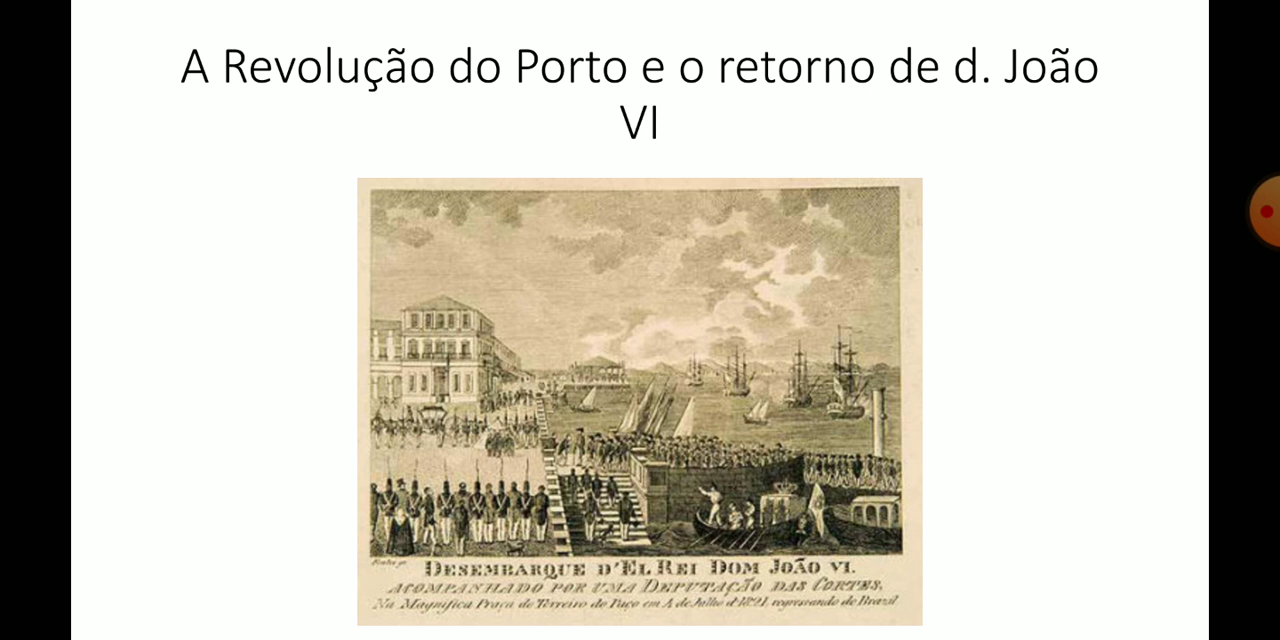 A Revolução do Porto e o retorno de d. João
VI
DESEMBARQUE D'EL REI DOM JOÃO VI.
ACOMPANHADO POR UMA DEPUTAÇÃO DAS CORTES.
Na Magnifica Praça do Terreiro do Paço em 4 de Julho d'1821, regressando do Brazil